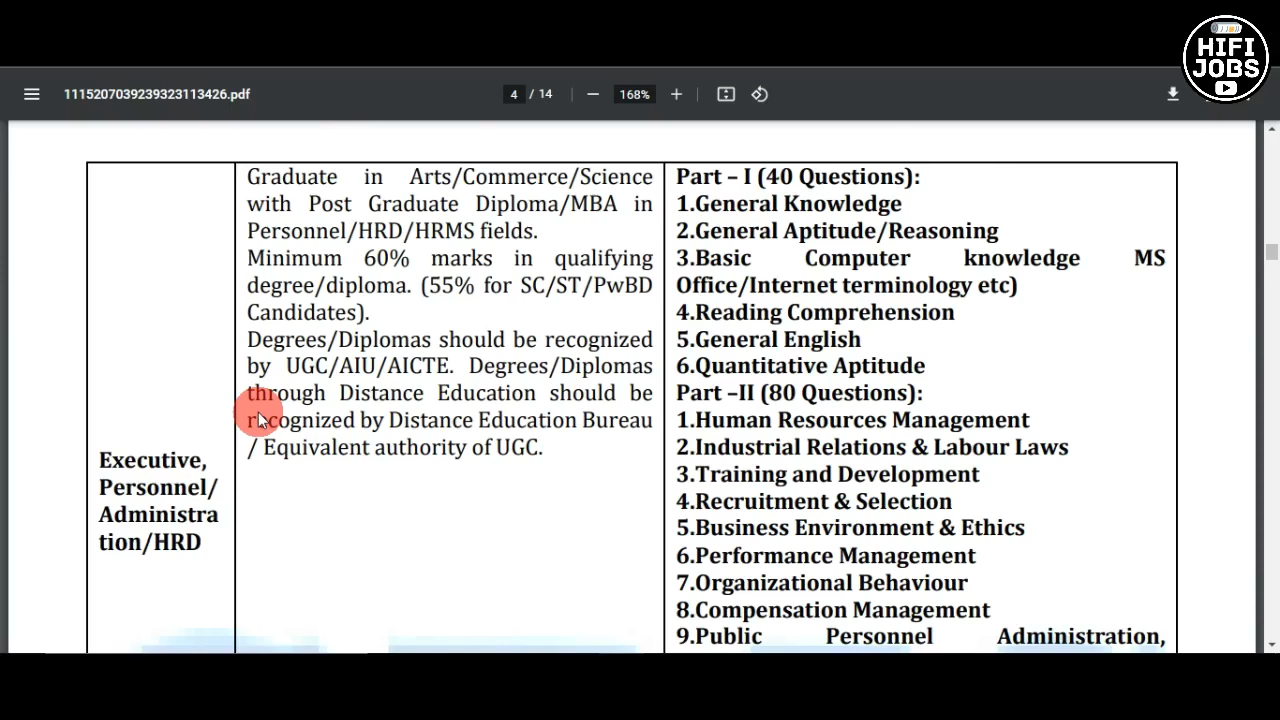 HIFI
JOBS
1115207039239323113426.pdf
4 / 14
168%
Executive,
Personnel/
Administra
tion/HRD
Graduate in Arts/Commerce/Science
with Post Graduate Diploma/MBA in
Personnel/HRD/HRMS fields.
Minimum 60% marks in qualifying
degree/diploma. (55% for SC/ST/PwBD
Candidates).
Degrees/Diplomas should be recognized
by UGC/AIU/AICTE. Degrees/Diplomas
through Distance Education should be
recognized by Distance Education Bureau
/ Equivalent authority of UGC.
Part – I (40 Questions):
1.General Knowledge
2.General Aptitude/Reasoning
3.Basic Computer knowledge MS
Office/Internet terminology etc)
4.Reading Comprehension
5.General English
6.Quantitative Aptitude
Part –II (80 Questions):
1.Human Resources Management
2.Industrial Relations & Labour Laws
3.Training and Development
4.Recruitment & Selection
5.Business Environment & Ethics
6.Performance Management
7.Organizational Behaviour
8.Compensation Management
9.Public Personnel Administration,